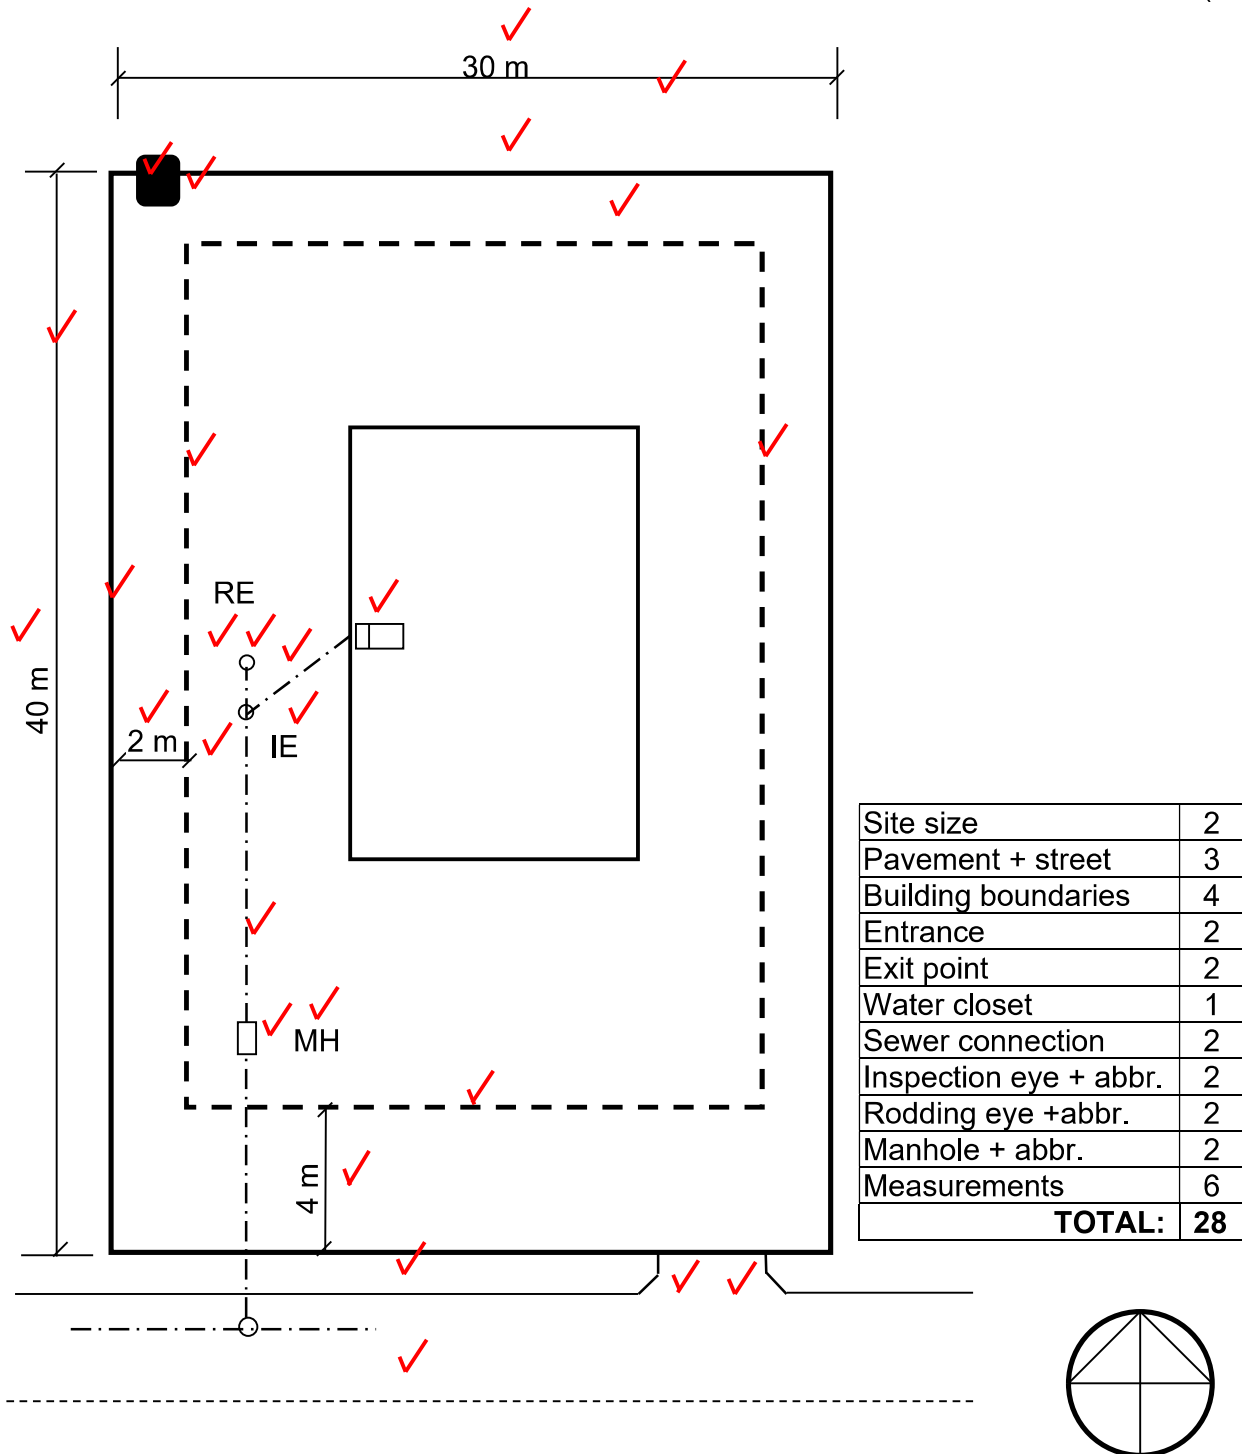 30 m
RE
40 m
2 m
IE
MH
4 m
Site size 2
Pavement + street 3
Building boundaries 4
Entrance 2
Exit point 2
Water closet 1
Sewer connection 2
Inspection eye + abbr. 2
Rodding eye +abbr. 2
Manhole + abbr. 2
Measurements 6
TOTAL: 28